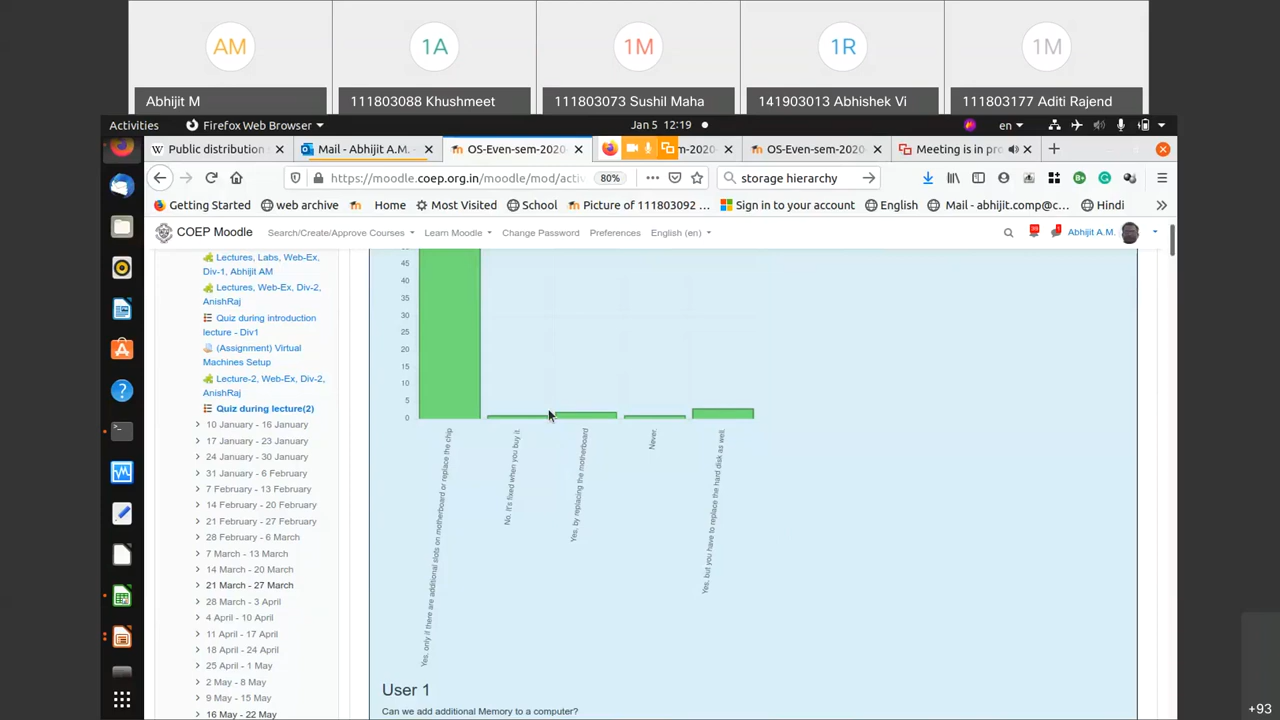 AM
1A
1M
1R
1M
Abhijit M
111803088 Khushmeet
111803073 Sushil Maha
141903013 Abhishek Vi
111803177 Aditi Rajend
Activities
Firefox Web Browser
Jan 5 12:19
en
Public distribution
Mail - Abhijit A.M. -
OS-Even-sem-2020-
m-2020-
OS-Even-sem-2020-
Meeting is in pro
https://moodle.coep.org.in/moodle/mod/activ
80%
storage hierarchy
Getting Started
web archive
Home
Most Visited
School
Picture of 111803092 ...
Sign in to your account
English
Mail - abhijit.comp@c...
Hindi
COEP Moodle
Search/Create/Approve Courses
Learn Moodle
Change Password
Preferences
English (en)
Abhijit A.M.
Lectures, Labs, Web-Ex,
Div-1, Abhijit AM
Lectures, Web-Ex, Div-2,
AnishRaj
Quiz during introduction
lecture - Div1
(Assignment) Virtual
Machines Setup
Lecture-2, Web-Ex, Div-2,
AnishRaj
Quiz during lecture(2)
10 January - 16 January
17 January - 23 January
24 January - 30 January
31 January - 6 February
7 February - 13 February
14 February - 20 February
21 February - 27 February
28 February - 6 March
7 March - 13 March
14 March - 20 March
21 March - 27 March
28 March - 3 April
4 April - 10 April
11 April - 17 April
18 April - 24 April
25 April - 1 May
2 May - 8 May
9 May - 15 May
16 May - 22 May
45
40
35
30
25
20
15
10
5
0
Yes, only if there are additional slots on motherboard or replace the chip
No. It's fixed when you buy it.
Yes, by replacing the motherboard
Never.
Yes, but you have to replace the hard disk as well.
User 1
Can we add additional Memory to a computer?
+93